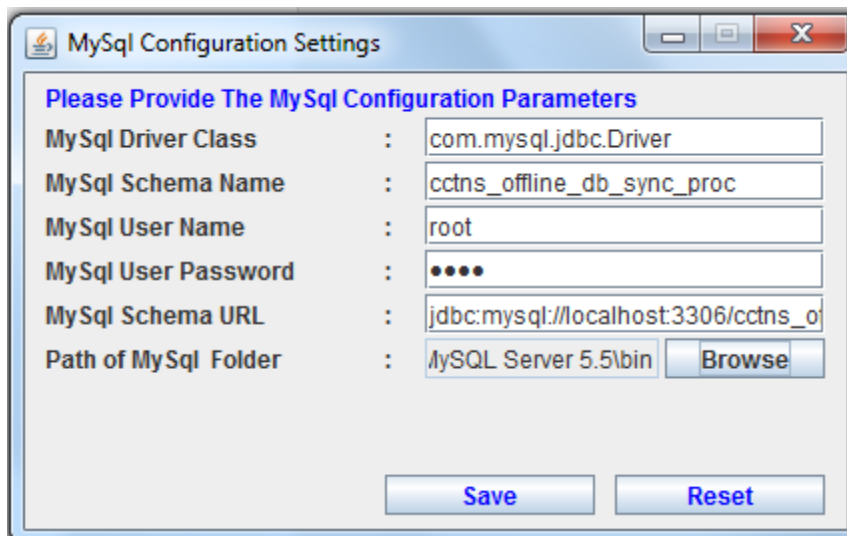 MySql Configuration Settings
Please Provide The MySql Configuration Parameters
MySql Driver Class : com.mysql.jdbc.Driver
MySql Schema Name : cctns_offline_db_sync_proc
MySql User Name : root
MySql User Password : ●●●●
MySql Schema URL : jdbc:mysql://localhost:3306/cctns_of
Path of MySql Folder : MySQL Server 5.5\bin Browse
Save Reset